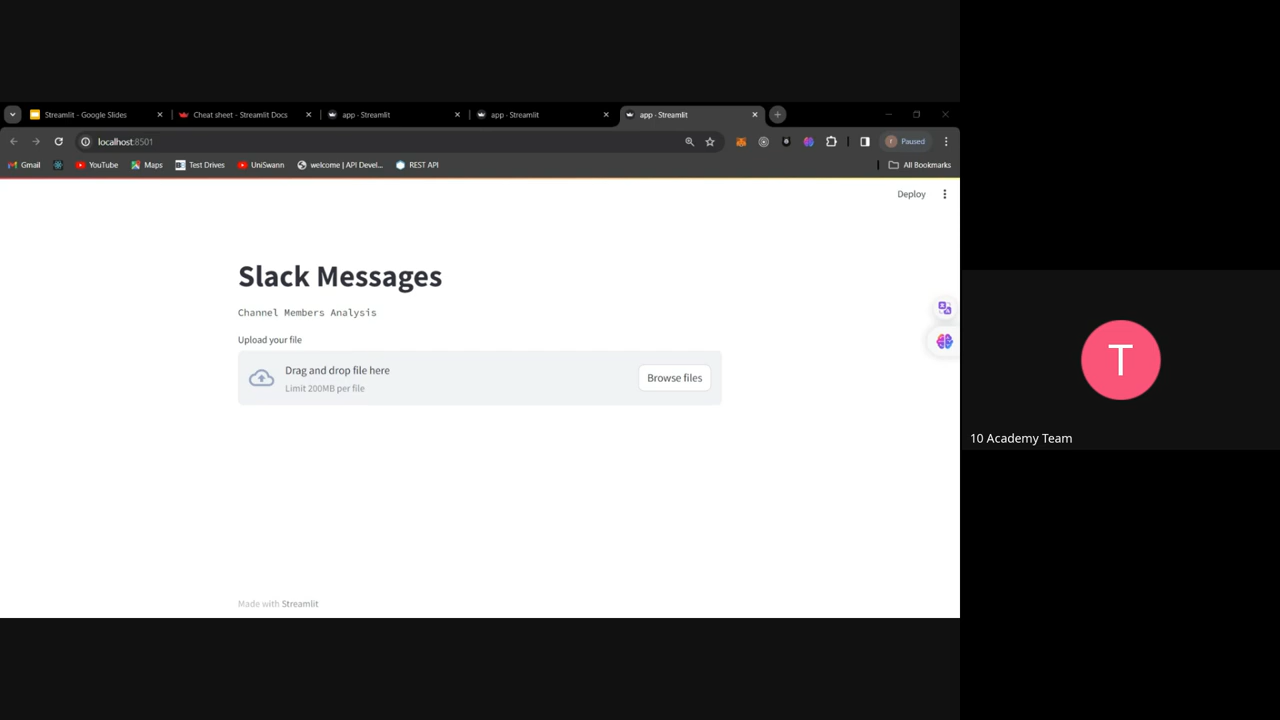 Streamlit - Google Slides
Cheat sheet - Streamlit Docs
app · Streamlit
app · Streamlit
app · Streamlit
localhost:8501
Paused
Gmail
YouTube
Maps
Test Drives
UniSwann
welcome | API Devel...
REST API
All Bookmarks
Deploy
Slack Messages
Channel Members Analysis
Upload your file
Drag and drop file here
Limit 200MB per file
Browse files
Made with Streamlit
T
10 Academy Team